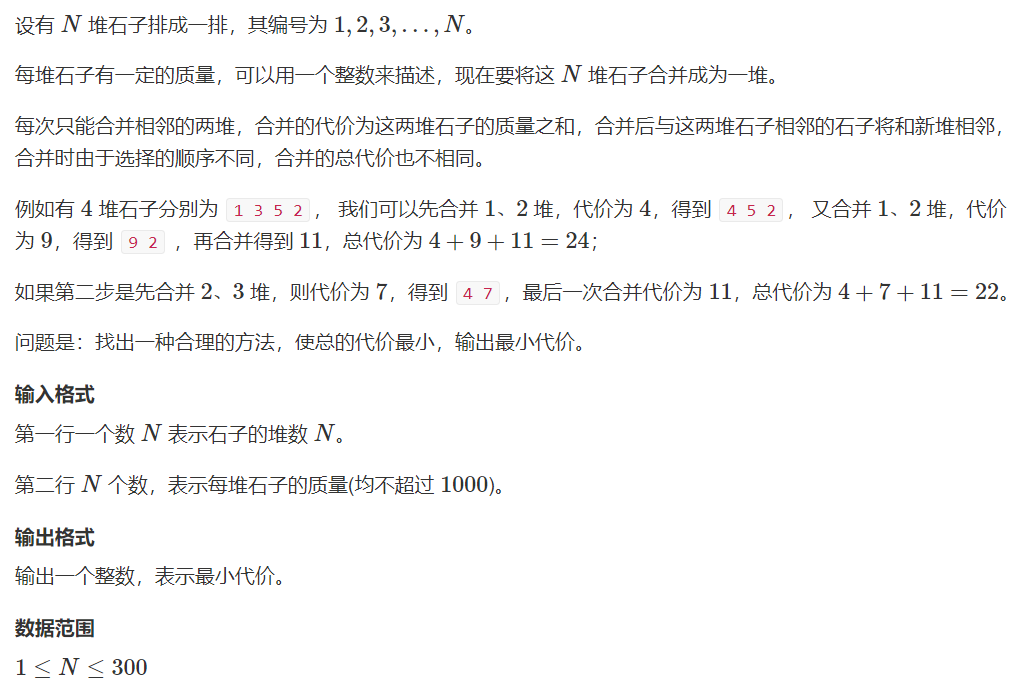 设有 N 堆石子排成一排，其编号为 1,2,3,…,N。
每堆石子有一定的质量，可以用一个整数来描述，现在要将这 N 堆石子合并成为一堆。
每次只能合并相邻的两堆，合并的代价为这两堆石子的质量之和，合并后与这两堆石子相邻的石子将和新堆相邻，
合并时由于选择的顺序不同，合并的总代价也不相同。
例如有 4 堆石子分别为 1 3 5 2， 我们可以先合并 1、2 堆，代价为 4，得到 4 5 2， 又合并 1、2 堆，代价
为 9，得到 9 2 ，再合并得到 11，总代价为 4+9+11=24；
如果第二步是先合并 2、3 堆，则代价为 7，得到 4 7，最后一次合并代价为 11，总代价为 4+7+11=22。
问题是：找出一种合理的方法，使总的代价最小，输出最小代价。
输入格式
第一行一个数 N 表示石子的堆数 N。
第二行 N 个数，表示每堆石子的质量(均不超过 1000)。
输出格式
输出一个整数，表示最小代价。
数据范围
1≤N≤300